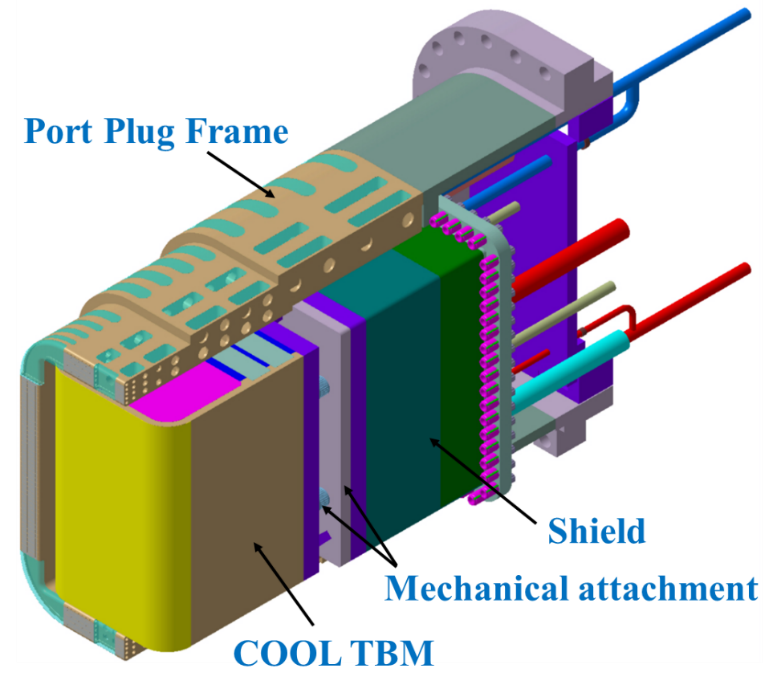 Port Plug Frame
Shield
Mechanical attachment
COOL TBM